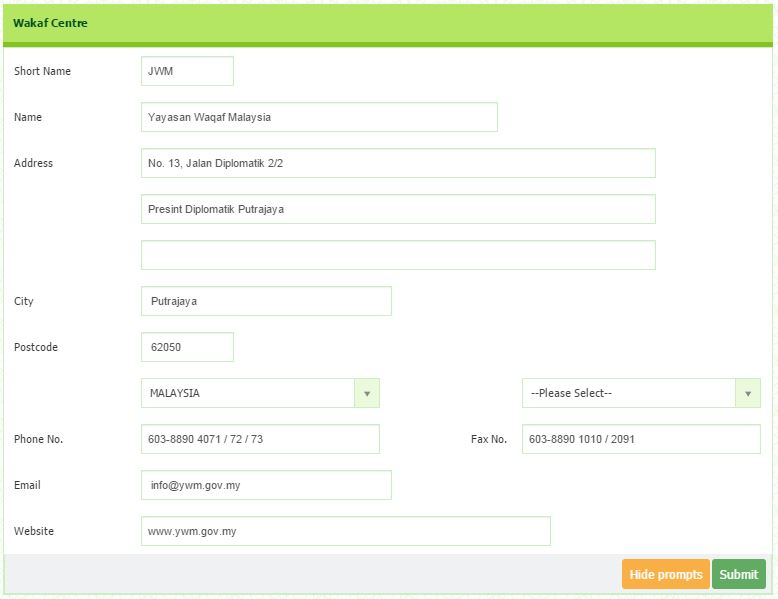 Wakaf Centre
Short Name JWM
Name Yayasan Waqaf Malaysia
Address No. 13, Jalan Diplomatik 2/2
Presint Diplomatik Putrajaya
City Putrajaya
Postcode 62050
MALAYSIA --Please Select--
Phone No. 603-8890 4071 / 72 / 73 Fax No. 603-8890 1010 / 2091
Email info@ywm.gov.my
Website www.ywm.gov.my
Hide prompts Submit